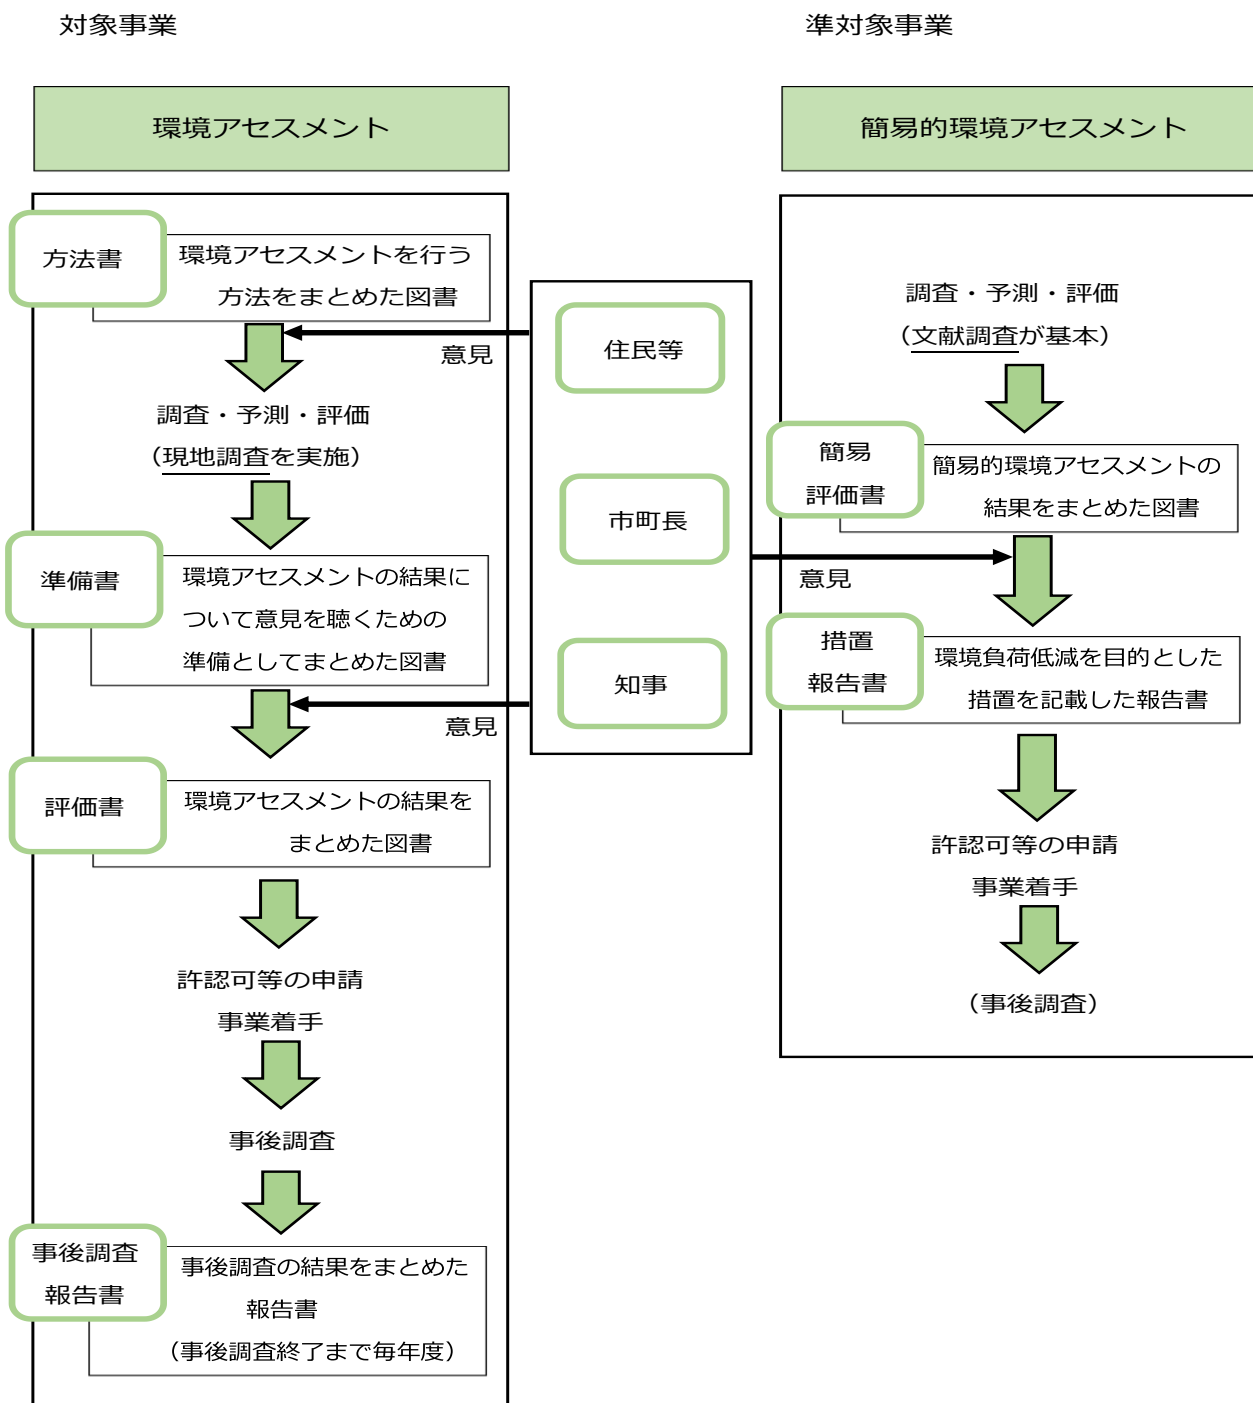 対象事業
環境アセスメント
方法書
環境アセスメントを行う
方法をまとめた図書
意見
調査・予測・評価
（現地調査を実施）
準備書
環境アセスメントの結果に
ついて意見を聴くための
準備としてまとめた図書
意見
評価書
環境アセスメントの結果を
まとめた図書
許認可等の申請
事業着手
事後調査
事後調査
報告書
事後調査の結果をまとめた
報告書
（事後調査終了まで毎年度）
住民等
市町長
知事
準対象事業
簡易的環境アセスメント
調査・予測・評価
（文献調査が基本）
簡易
評価書
簡易的環境アセスメントの
結果をまとめた図書
意見
措置
報告書
環境負荷低減を目的とした
措置を記載した報告書
許認可等の申請
事業着手
（事後調査）